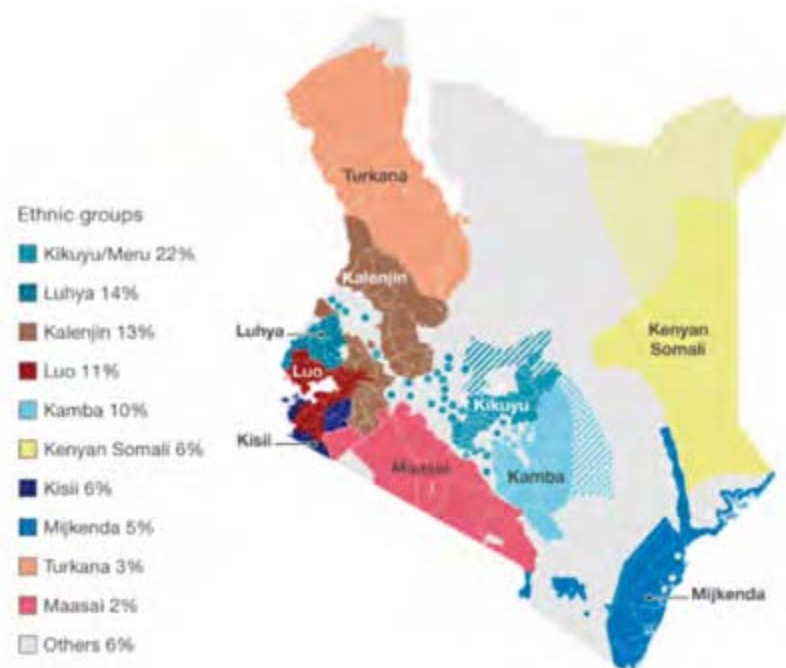 Ethnic groups
Kikuyu/Meru 22%
Luhya 14%
Kalenjin 13%
Luo 11%
Kamba 10%
Kenyan Somali 6%
Kisii 6%
Mijkenda 5%
Turkana 3%
Maasai 2%
Others 6%
Turkana
Kalenjin
Luhya
Luo
Kisii
Maasai
Kikuyu
Kamba
Kenyan
Somali
Mijkenda